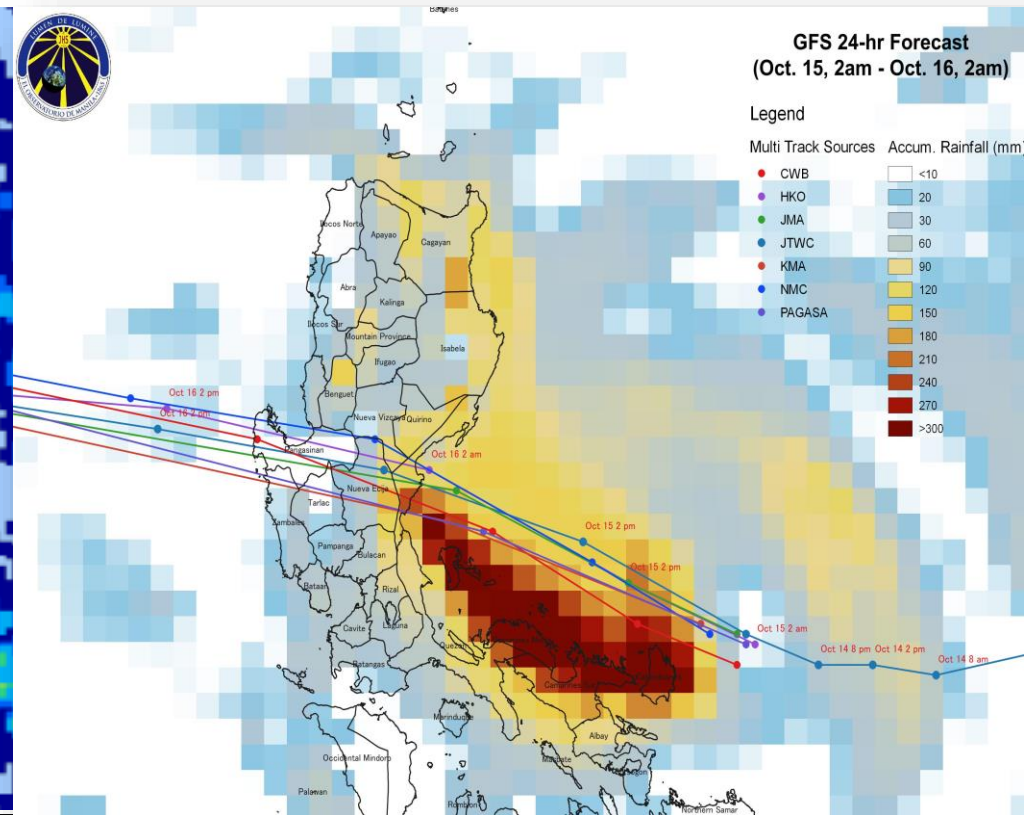 Batanes
LUMEN DE LUMINE
JHS
EL OBSERVATORIO DE MANILA
GFS 24-hr Forecast
(Oct. 15, 2am - Oct. 16, 2am)
Legend
Multi Track Sources
CWB
HKO
JMA
JTWC
KMA
NMC
PAGASA
Accum. Rainfall (mm)
<10
20
30
60
90
120
150
180
210
240
270
>300
Ilocos Norte
Apayao
Cagayan
Abra
Kalinga
Ilocos Sur
Mountain Province
Isabela
Ifugao
Benguet
Nueva Vizcaya
Quirino
Oct 16 2 pm
Oct 16 2 pm
Pangasinan
Oct 16 2 am
Nueva Ecija
Tarlac
Zambales
Oct 15 2 pm
Pampanga
Bulacan
Oct 15 2 pm
Bataan
Rizal
Cavite
Laguna
Oct 15 2 am
Quezon
Batangas
Oct 14 8 pm
Oct 14 2 pm
Oct 14 8 am
Marinduque
Albay
Occidental Mindoro
Masbate
Palawan
Romblon
Northern Samar